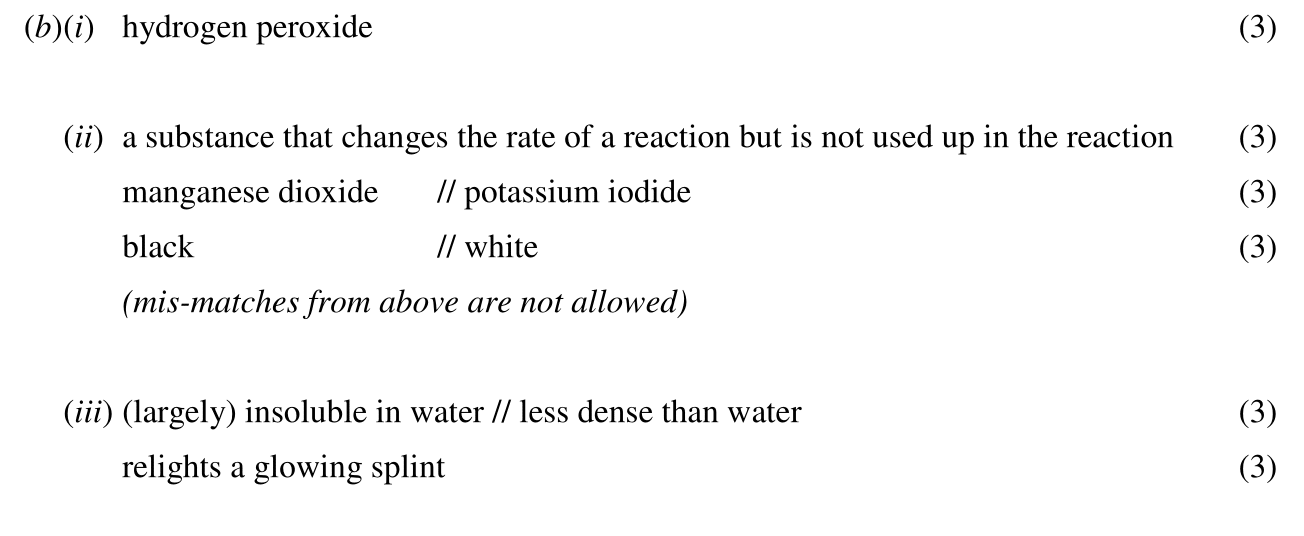 (b)(i) hydrogen peroxide (3)
(ii) a substance that changes the rate of a reaction but is not used up in the reaction (3)
manganese dioxide // potassium iodide (3)
black // white (3)
(mis-matches from above are not allowed)
(iii) (largely) insoluble in water // less dense than water (3)
relights a glowing splint (3)